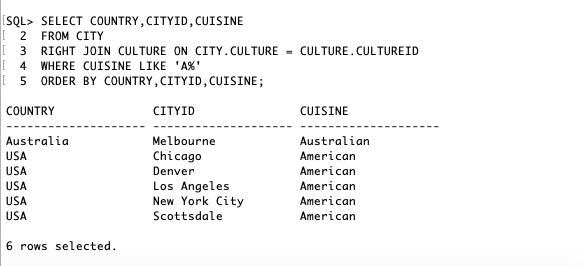 SQL> SELECT COUNTRY,CITYID,CUISINE
2 FROM CITY
3 RIGHT JOIN CULTURE ON CITY.CULTURE = CULTURE.CULTUREID
4 WHERE CUISINE LIKE 'A%'
5 ORDER BY COUNTRY,CITYID,CUISINE;
COUNTRY CITYID CUISINE
-------------------- -------------------- --------------------
Australia Melbourne Australian
USA Chicago American
USA Denver American
USA Los Angeles American
USA New York City American
USA Scottsdale American
6 rows selected.